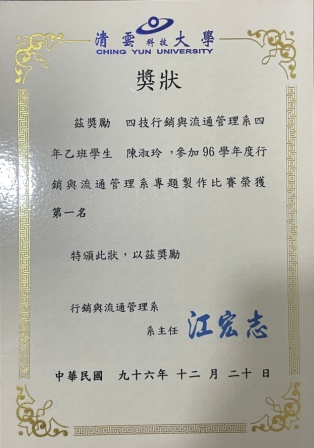 清雲科技大學
CHING YUN UNIVERSITY
獎狀
茲獎勵 四技行銷與流通管理系四
年乙班學生 陳淑玲，參加96學年度行
銷與流通管理系專題製作比賽榮獲
第一名
特頒此狀，以茲獎勵
行銷與流通管理系
系主任 江宏志
中華民國 九十六年 十二 月 二十 日